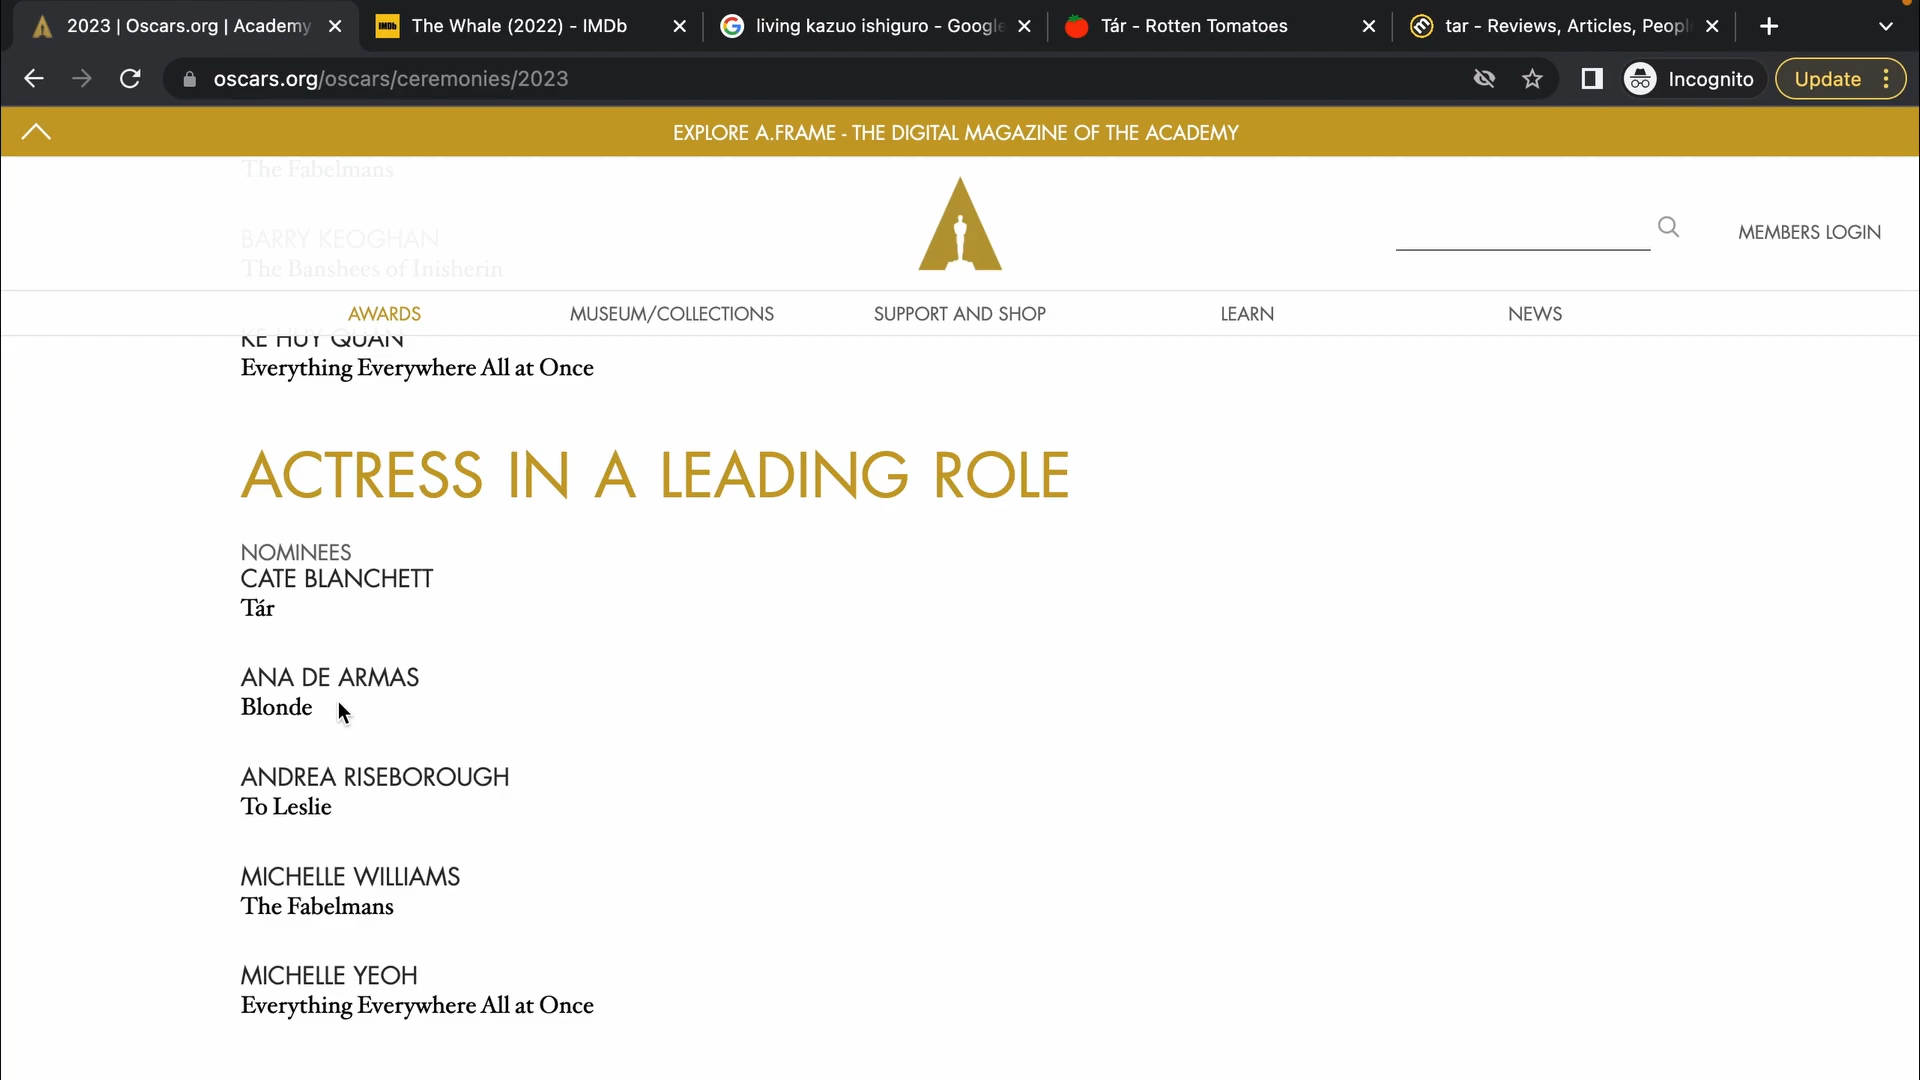 2023 | Oscars.org | Academy
The Whale (2022) - IMDb
living kazuo ishiguro - Google
Tár - Rotten Tomatoes
tar - Reviews, Articles, Peopl
oscars.org/oscars/ceremonies/2023
Incognito
Update
EXPLORE A.FRAME - THE DIGITAL MAGAZINE OF THE ACADEMY
The Fabelmans
BARRY KEOGHAN
The Banshees of Inisherin
MEMBERS LOGIN
AWARDS
MUSEUM/COLLECTIONS
SUPPORT AND SHOP
LEARN
NEWS
KE HUY QUAN
Everything Everywhere All at Once
ACTRESS IN A LEADING ROLE
NOMINEES
CATE BLANCHETT
Tár
ANA DE ARMAS
Blonde
ANDREA RISEBOROUGH
To Leslie
MICHELLE WILLIAMS
The Fabelmans
MICHELLE YEOH
Everything Everywhere All at Once